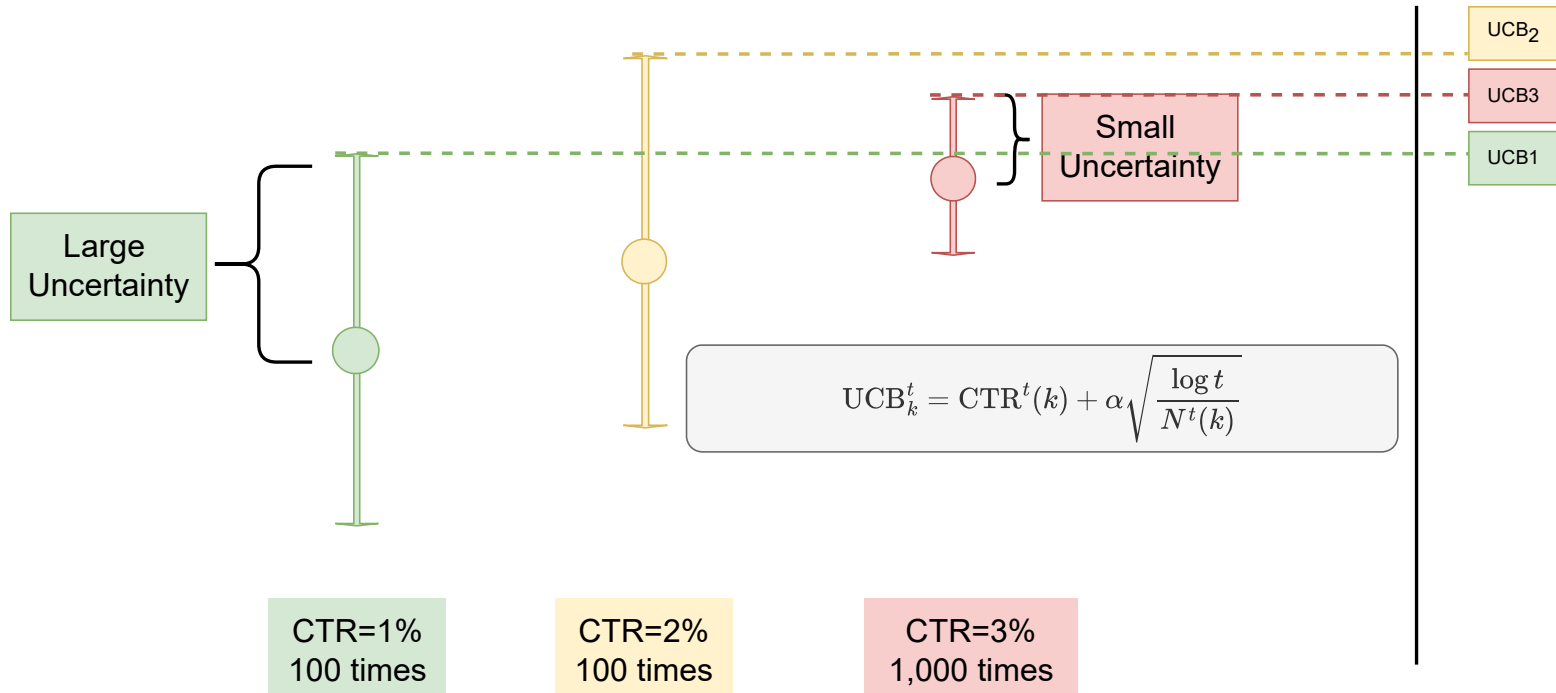 UCB2
UCB3
UCB1
Small
Uncertainty
Large
Uncertainty
UCB_k^t = CTR^t(k) + α√(log t / N^t(k))
CTR=1%
100 times
CTR=2%
100 times
CTR=3%
1,000 times